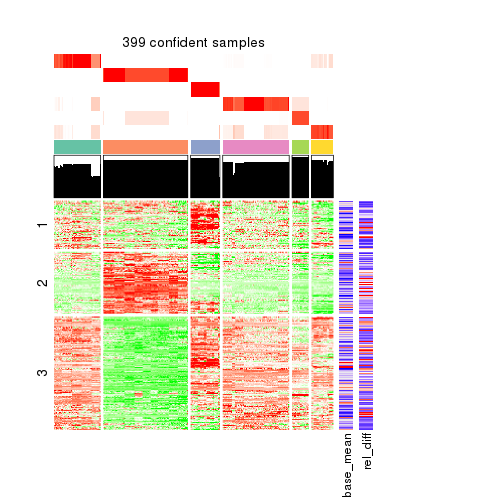 399 confident samples
1
2
3
base_mean
rel_diff